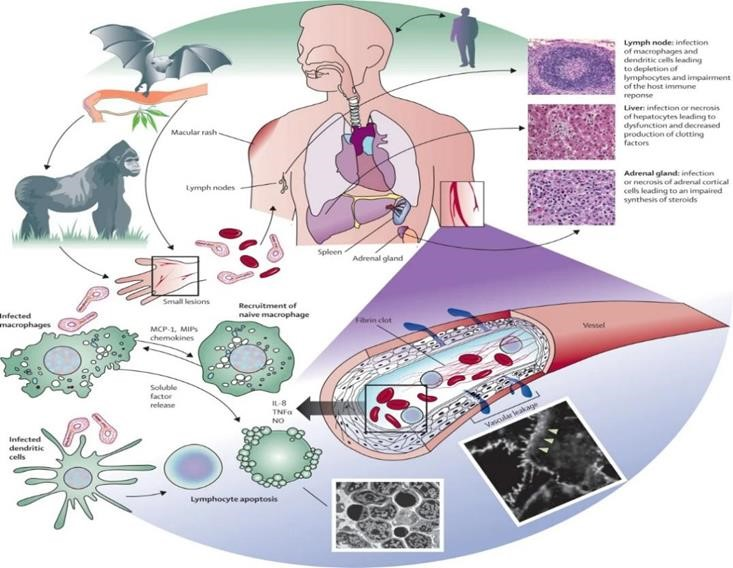 Lymph node: infection
of macrophages and
dendritic cells leading
to depletion of
lymphocytes and impairment
of the host immune
reponse
Macular rash
Liver: infection or necrosis
of hepatocytes leading to
dysfunction and decreased
production of clotting
factors
Lymph nodes
Adrenal gland: infection
or necrosis of adrenal cortical
cells leading to an impaired
synthesis of steroids
Spleen
Adrenal gland
Small lesions
Infected
macrophages
Recruitment of
naive macrophage
MCP-1, MIPs
chemokines
Fibrin clot
Vessel
Soluble
factor
release
IL-8
TNFα
NO
Vascular leakage
Infected
dendritic
cells
Lymphocyte apoptosis